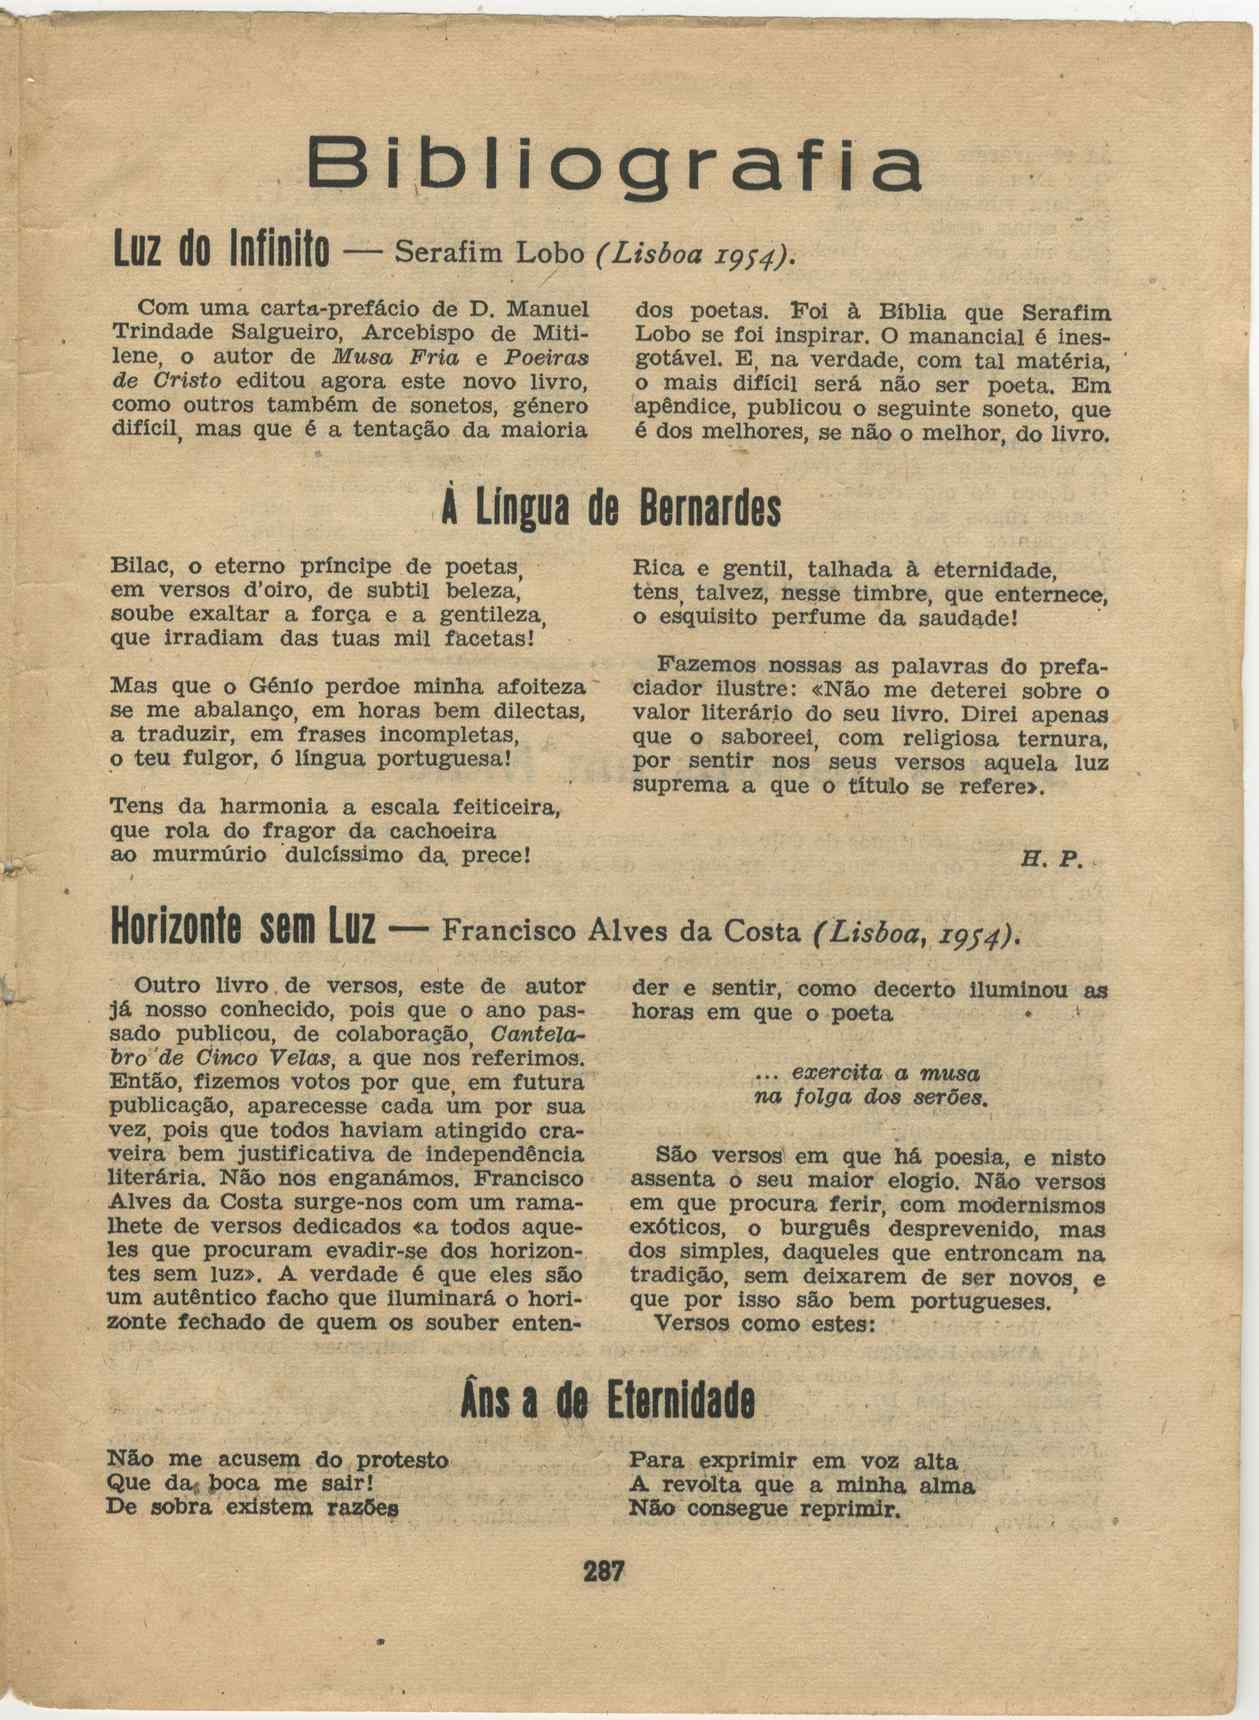 Bibliografia
Luz do Infinito — Serafim Lobo (Lisboa 1954).
Com uma carta-prefácio de D. Manuel
Trindade Salgueiro, Arcebispo de Miti-
lene, o autor de Musa Fria e Poeiras
de Cristo editou agora este novo livro,
como outros também de sonetos, género
difícil, mas que é a tentação da maioria
dos poetas. Foi à Bíblia que Serafim
Lobo se foi inspirar. O manancial é ines-
gotável. E, na verdade, com tal matéria,
o mais difícil será não ser poeta. Em
apêndice, publicou o seguinte soneto, que
é dos melhores, se não o melhor, do livro.
À Língua de Bernardes
Bilac, o eterno príncipe de poetas,
em versos d'oiro, de subtil beleza,
soube exaltar a força e a gentileza,
que irradiam das tuas mil facetas!
Mas que o Génio perdoe minha afoiteza
se me abalanço, em horas bem dilectas,
a traduzir, em frases incompletas,
o teu fulgor, ó língua portuguesa!
Tens da harmonia a escala feiticeira,
que rola do fragor da cachoeira
ao murmúrio dulcíssimo da prece!
Rica e gentil, talhada à eternidade,
tens, talvez, nesse timbre, que enternece,
o esquisito perfume da saudade!
Fazemos nossas as palavras do prefa-
ciador ilustre: «Não me deterei sobre o
valor literário do seu livro. Direi apenas
que o saboreei, com religiosa ternura,
por sentir nos seus versos aquela luz
suprema a que o título se refere».
H. P.
Horizonte sem Luz — Francisco Alves da Costa (Lisboa, 1954).
Outro livro de versos, este de autor
já nosso conhecido, pois que o ano pas-
sado publicou, de colaboração, Cantela-
bro de Cinco Velas, a que nos referimos.
Então, fizemos votos por que, em futura
publicação, aparecesse cada um por sua
vez, pois que todos haviam atingido cra-
veira bem justificativa de independência
literária. Não nos enganámos. Francisco
Alves da Costa surge-nos com um rama-
lhete de versos dedicados «a todos aque-
les que procuram evadir-se dos horizon-
tes sem luz». A verdade é que eles são
um autêntico facho que iluminará o hori-
zonte fechado de quem os souber enten-
der e sentir, como decerto iluminou as
horas em que o poeta
... exercita a musa
na folga dos serões.
São versos em que há poesia, e nisto
assenta o seu maior elogio. Não versos
em que procura ferir, com modernismos
exóticos, o burguês desprevenido, mas
dos simples, daqueles que entroncam na
tradição, sem deixarem de ser novos, e
que por isso são bem portugueses.
Versos como estes:
Âns a de Eternidade
Não me acusem do protesto
Que da boca me sair!
De sobra existem razões
Para exprimir em voz alta
A revolta que a minha alma
Não consegue reprimir.
287